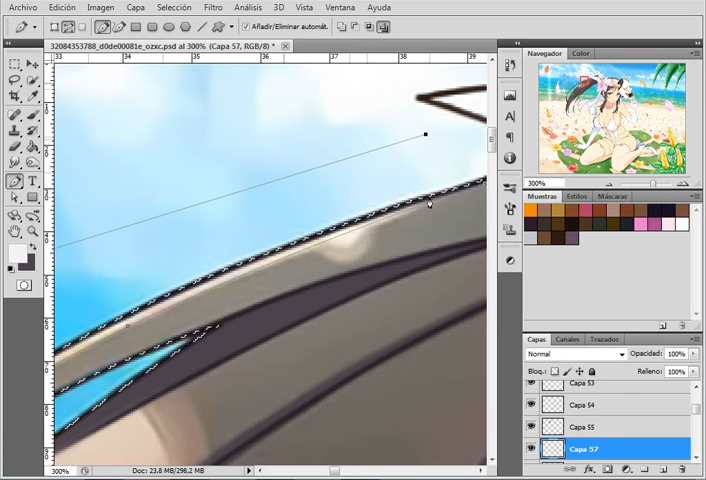 Archivo Edición Imagen Capa Selección Filtro Análisis 3D Vista Ventana Ayuda
Añadir/Eliminar automát.
32084353788_d0de00081e_ozxc.psd al 300% (Capa 57, RGB/8) *
33 34 35 36 37 38
Navegador Color
300%
Muestras Estilos Máscaras
Capas Canales Trazados
Normal Opacidad: 100%
Bloq.: Relleno: 100%
Capa 53
Capa 54
Capa 55
Capa 57
300% Doc: 23,8 MB/298,2 MB